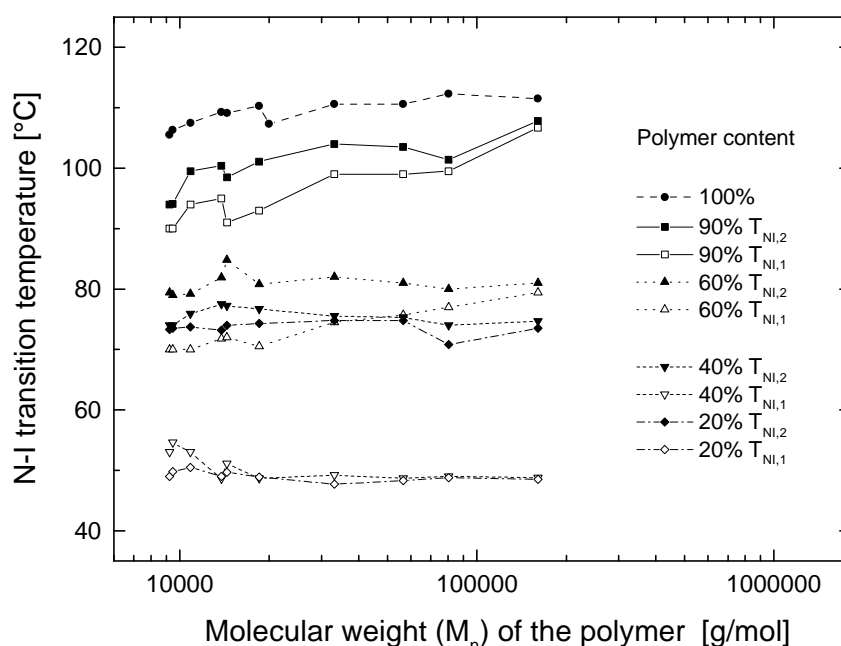 120
100
80
60
40
N-I transition temperature [°C]
10000
100000
1000000
Molecular weight (Mn) of the polymer [g/mol]
Polymer content
100%
90% TNI,2
90% TNI,1
60% TNI,2
60% TNI,1
40% TNI,2
40% TNI,1
20% TNI,2
20% TNI,1